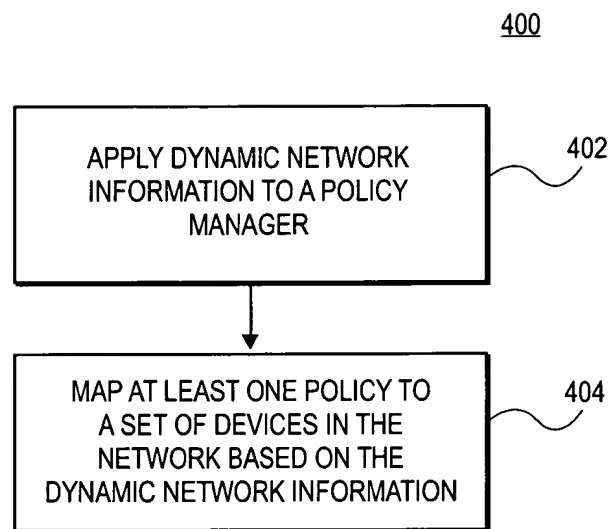 400
APPLY DYNAMIC NETWORK
INFORMATION TO A POLICY
MANAGER
402
MAP AT LEAST ONE POLICY TO
A SET OF DEVICES IN THE
NETWORK BASED ON THE
DYNAMIC NETWORK INFORMATION
404